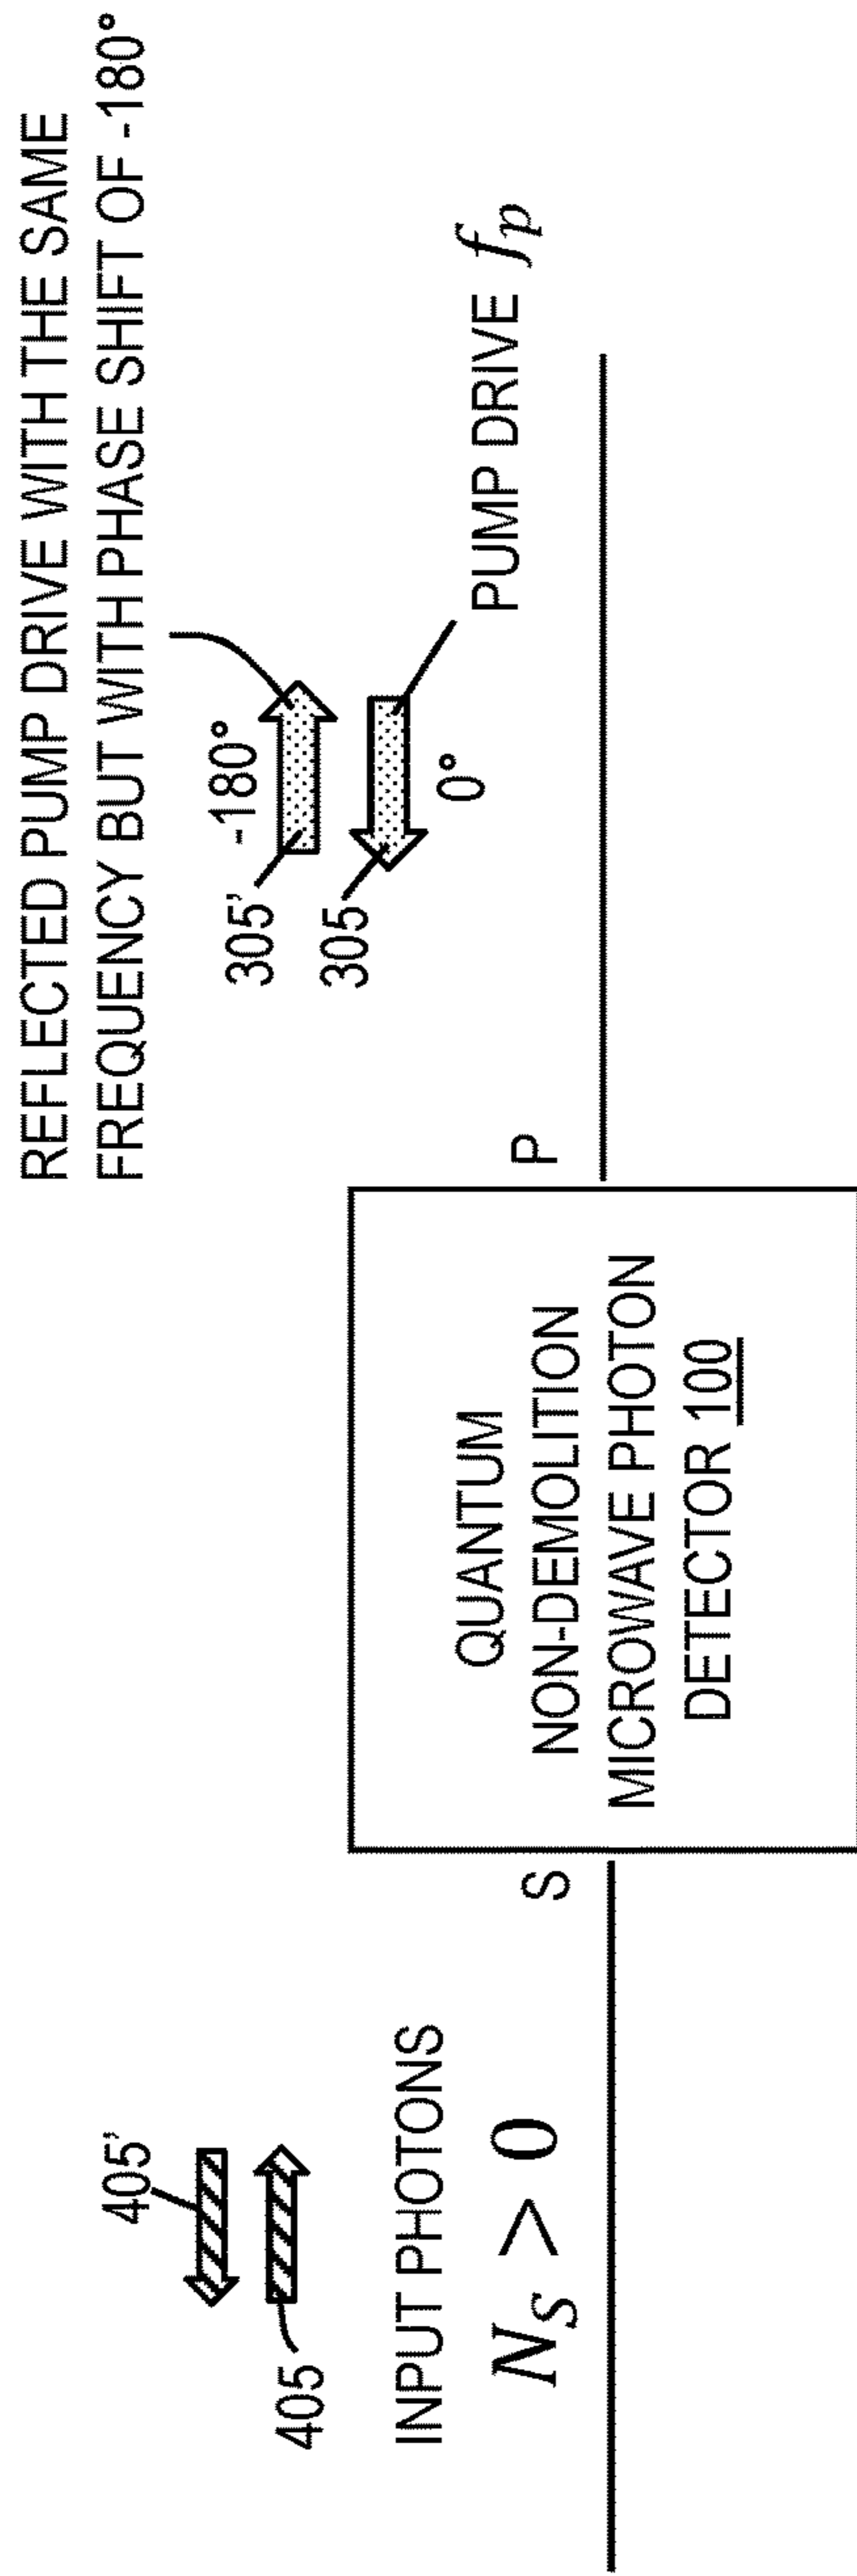 REFLECTED PUMP DRIVE WITH THE SAME
FREQUENCY BUT WITH PHASE SHIFT OF -180°
405'
405
INPUT PHOTONS
N_S > 0
S
QUANTUM
NON-DEMOLITION
MICROWAVE PHOTON
DETECTOR 100
P
305'
-180°
305
0°
PUMP DRIVE f_p